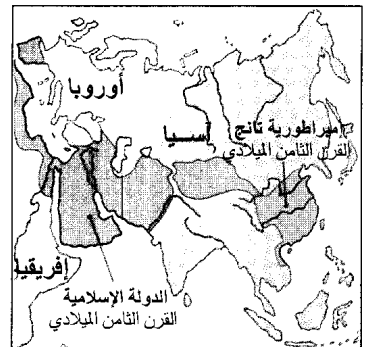 أوروبا
آسيا
إمبراطورية تانج
القرن الثامن الميلادي
إفريقيا
الدولة الإسلامية
القرن الثامن الميلادي